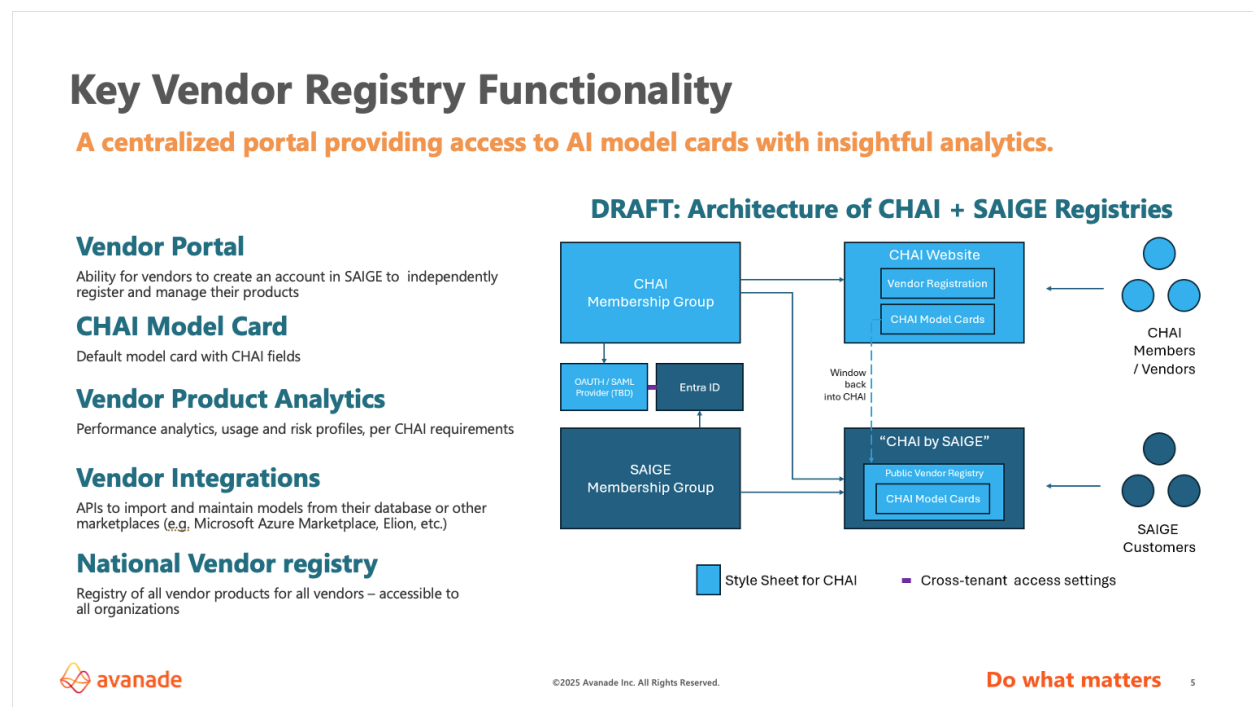 Key Vendor Registry Functionality
A centralized portal providing access to AI model cards with insightful analytics.
Vendor Portal
Ability for vendors to create an account in SAIGE to  independently
register and manage their products
CHAI Model Card
Default model card with CHAI fields
Vendor Product Analytics
Performance analytics, usage and risk profiles, per CHAI requirements
Vendor Integrations
APIs to import and maintain models from their database or other
marketplaces (e.g. Microsoft Azure Marketplace, Elion, etc.)
National Vendor registry
Registry of all vendor products for all vendors – accessible to
all organizations
DRAFT: Architecture of CHAI + SAIGE Registries
CHAI
Membership Group
CHAI Website
Vendor Registration
CHAI Model Cards
CHAI
Members
/ Vendors
OAUTH / SAML
Provider (TBD)
Entra ID
Window
back
into CHAI
SAIGE
Membership Group
“CHAI by SAIGE”
Public Vendor Registry
CHAI Model Cards
SAIGE
Customers
Style Sheet for CHAI
Cross-tenant  access settings
avanade
©2025 Avanade Inc. All Rights Reserved.
Do what matters
5